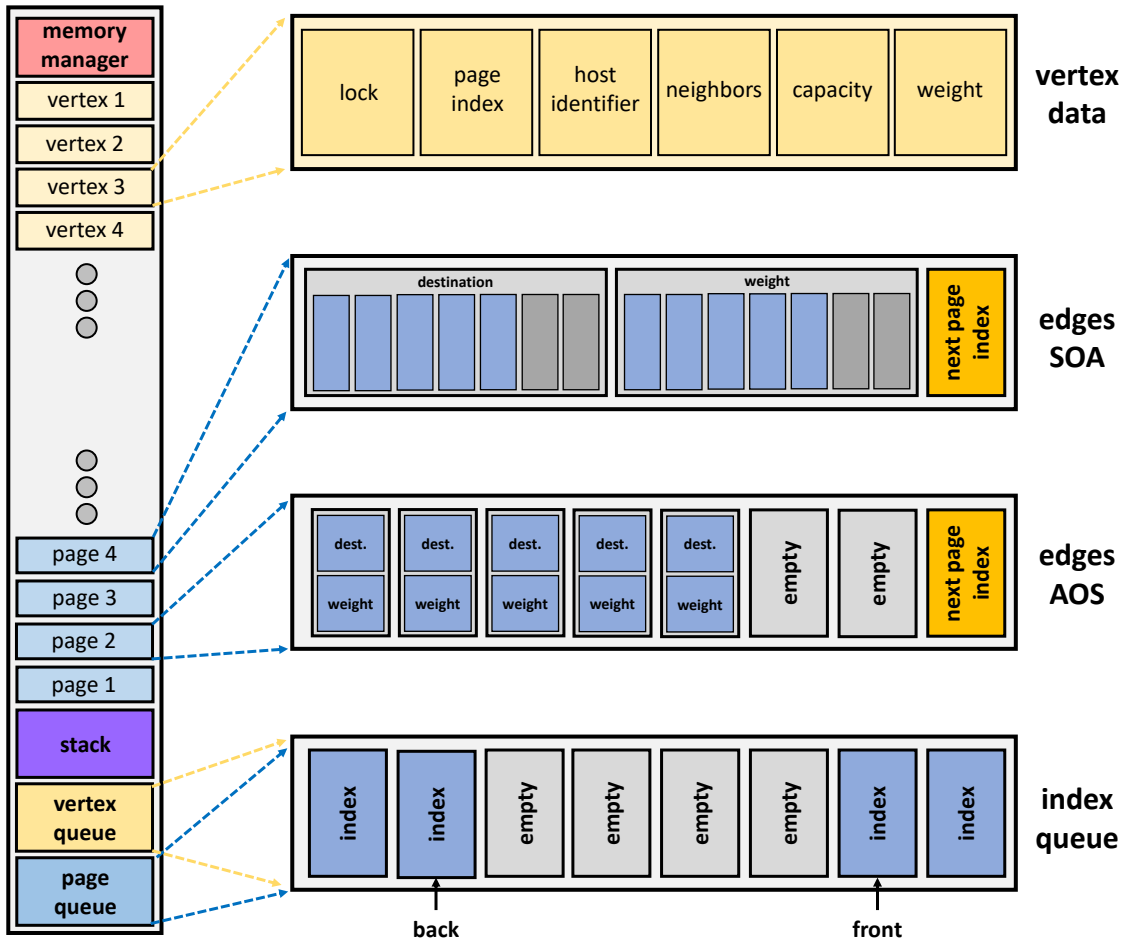 memory
manager
vertex 1
vertex 2
vertex 3
vertex 4
page 4
page 3
page 2
page 1
stack
vertex
queue
page
queue
lock
page
index
host
identifier
neighbors
capacity
weight
vertex
data
destination
weight
next page
index
edges
SOA
dest.
dest.
dest.
dest.
dest.
weight
weight
weight
weight
weight
empty
empty
next page
index
edges
AOS
index
index
empty
empty
empty
empty
index
index
index
queue
back
front